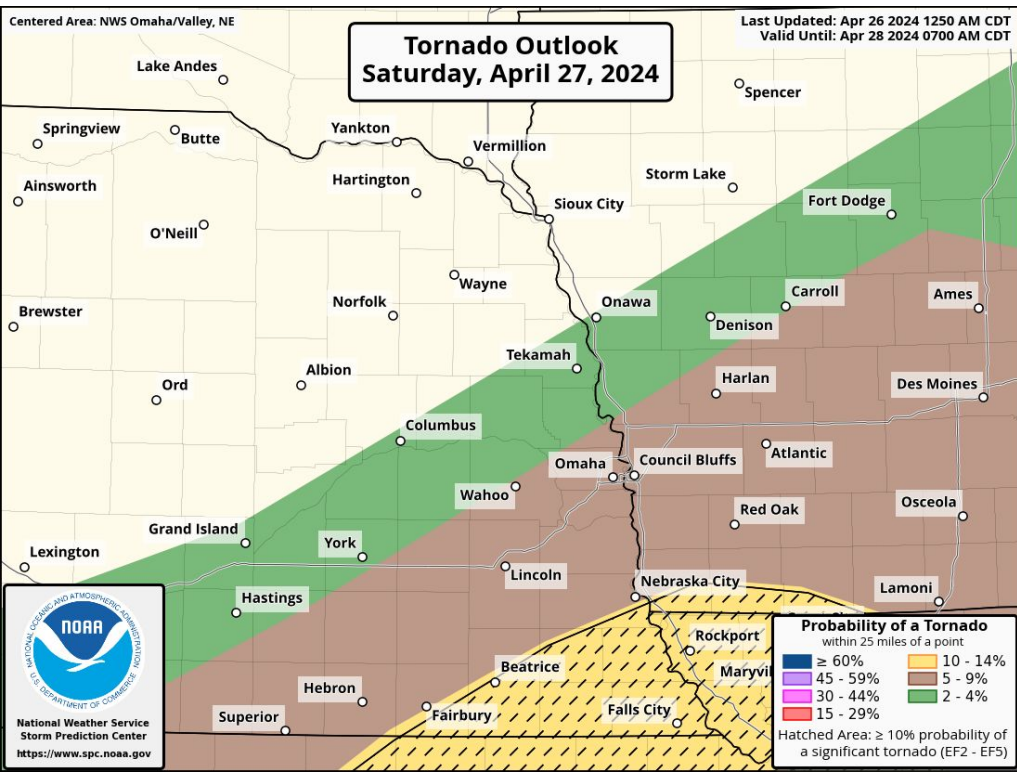 Centered Area: NWS Omaha/Valley, NE
Tornado Outlook
Saturday, April 27, 2024
Last Updated: Apr 26 2024 1250 AM CDT
Valid Until: Apr 28 2024 0700 AM CDT
Lake Andes
Spencer
Springview
Butte
Yankton
Vermillion
Ainsworth
Hartington
Storm Lake
O'Neill
Sioux City
Fort Dodge
Wayne
Brewster
Norfolk
Onawa
Denison
Carroll
Ames
Ord
Albion
Tekamah
Harlan
Des Moines
Columbus
Omaha
Council Bluffs
Atlantic
Wahoo
Red Oak
Osceola
Grand Island
York
Lexington
Lincoln
Nebraska City
Lamoni
Hastings
Rockport
Beatrice
Maryvil
Hebron
Superior
Fairbury
Falls City
NATIONAL OCEANIC AND ATMOSPHERIC ADMINISTRATION
NOAA
U.S. DEPARTMENT OF COMMERCE
National Weather Service
Storm Prediction Center
https://www.spc.noaa.gov
Probability of a Tornado
within 25 miles of a point
≥ 60%
45 - 59%
30 - 44%
15 - 29%
10 - 14%
5 - 9%
2 - 4%
Hatched Area: ≥ 10% probability of
a significant tornado (EF2 - EF5)